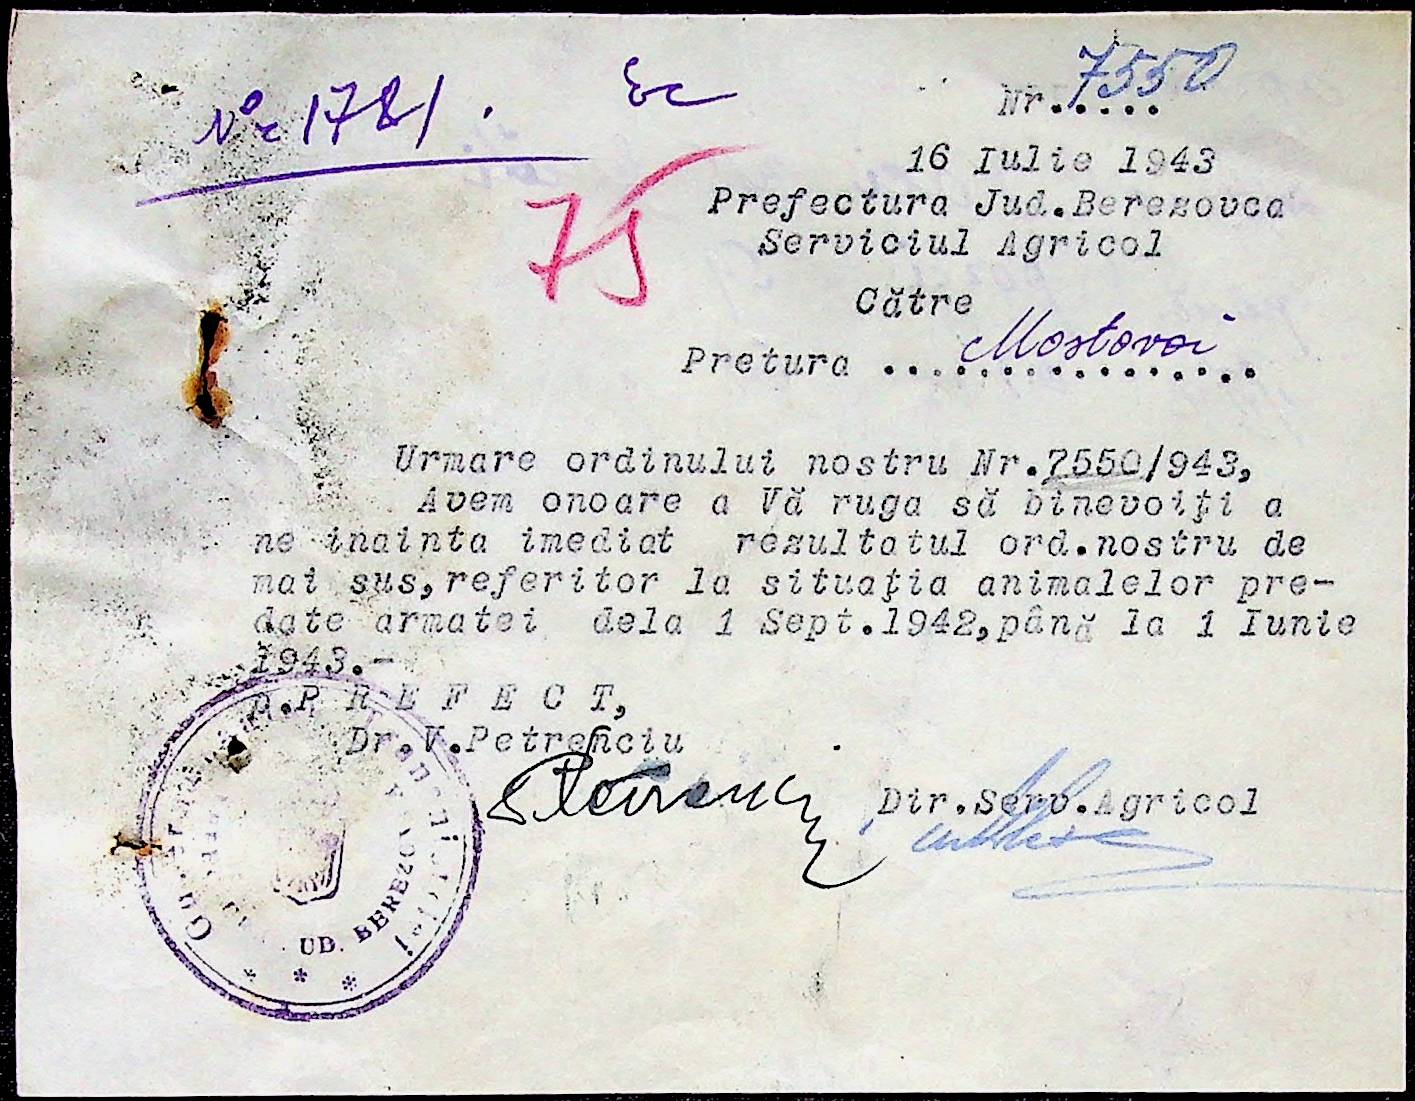 Nº 1781.
75
Nr.7550
16 Iulie 1943
Prefectura Jud.Berezovca
Serviciul Agricol
Către
Pretura Mostovoi
Urmare ordinului nostru Nr.7550/943,
Avem onoare a Vă ruga să binevoiţi a
ne inainta imediat rezultatul ord.nostru de
mai sus,referitor la situaţia animalelor pre-
date armatei dela 1 Sept.1942,până la 1 Iunie
1943.-
p.P R E F E C T,
Dr.V.Petrenciu
Dir.Serv.Agricol
UD. BEREZOV